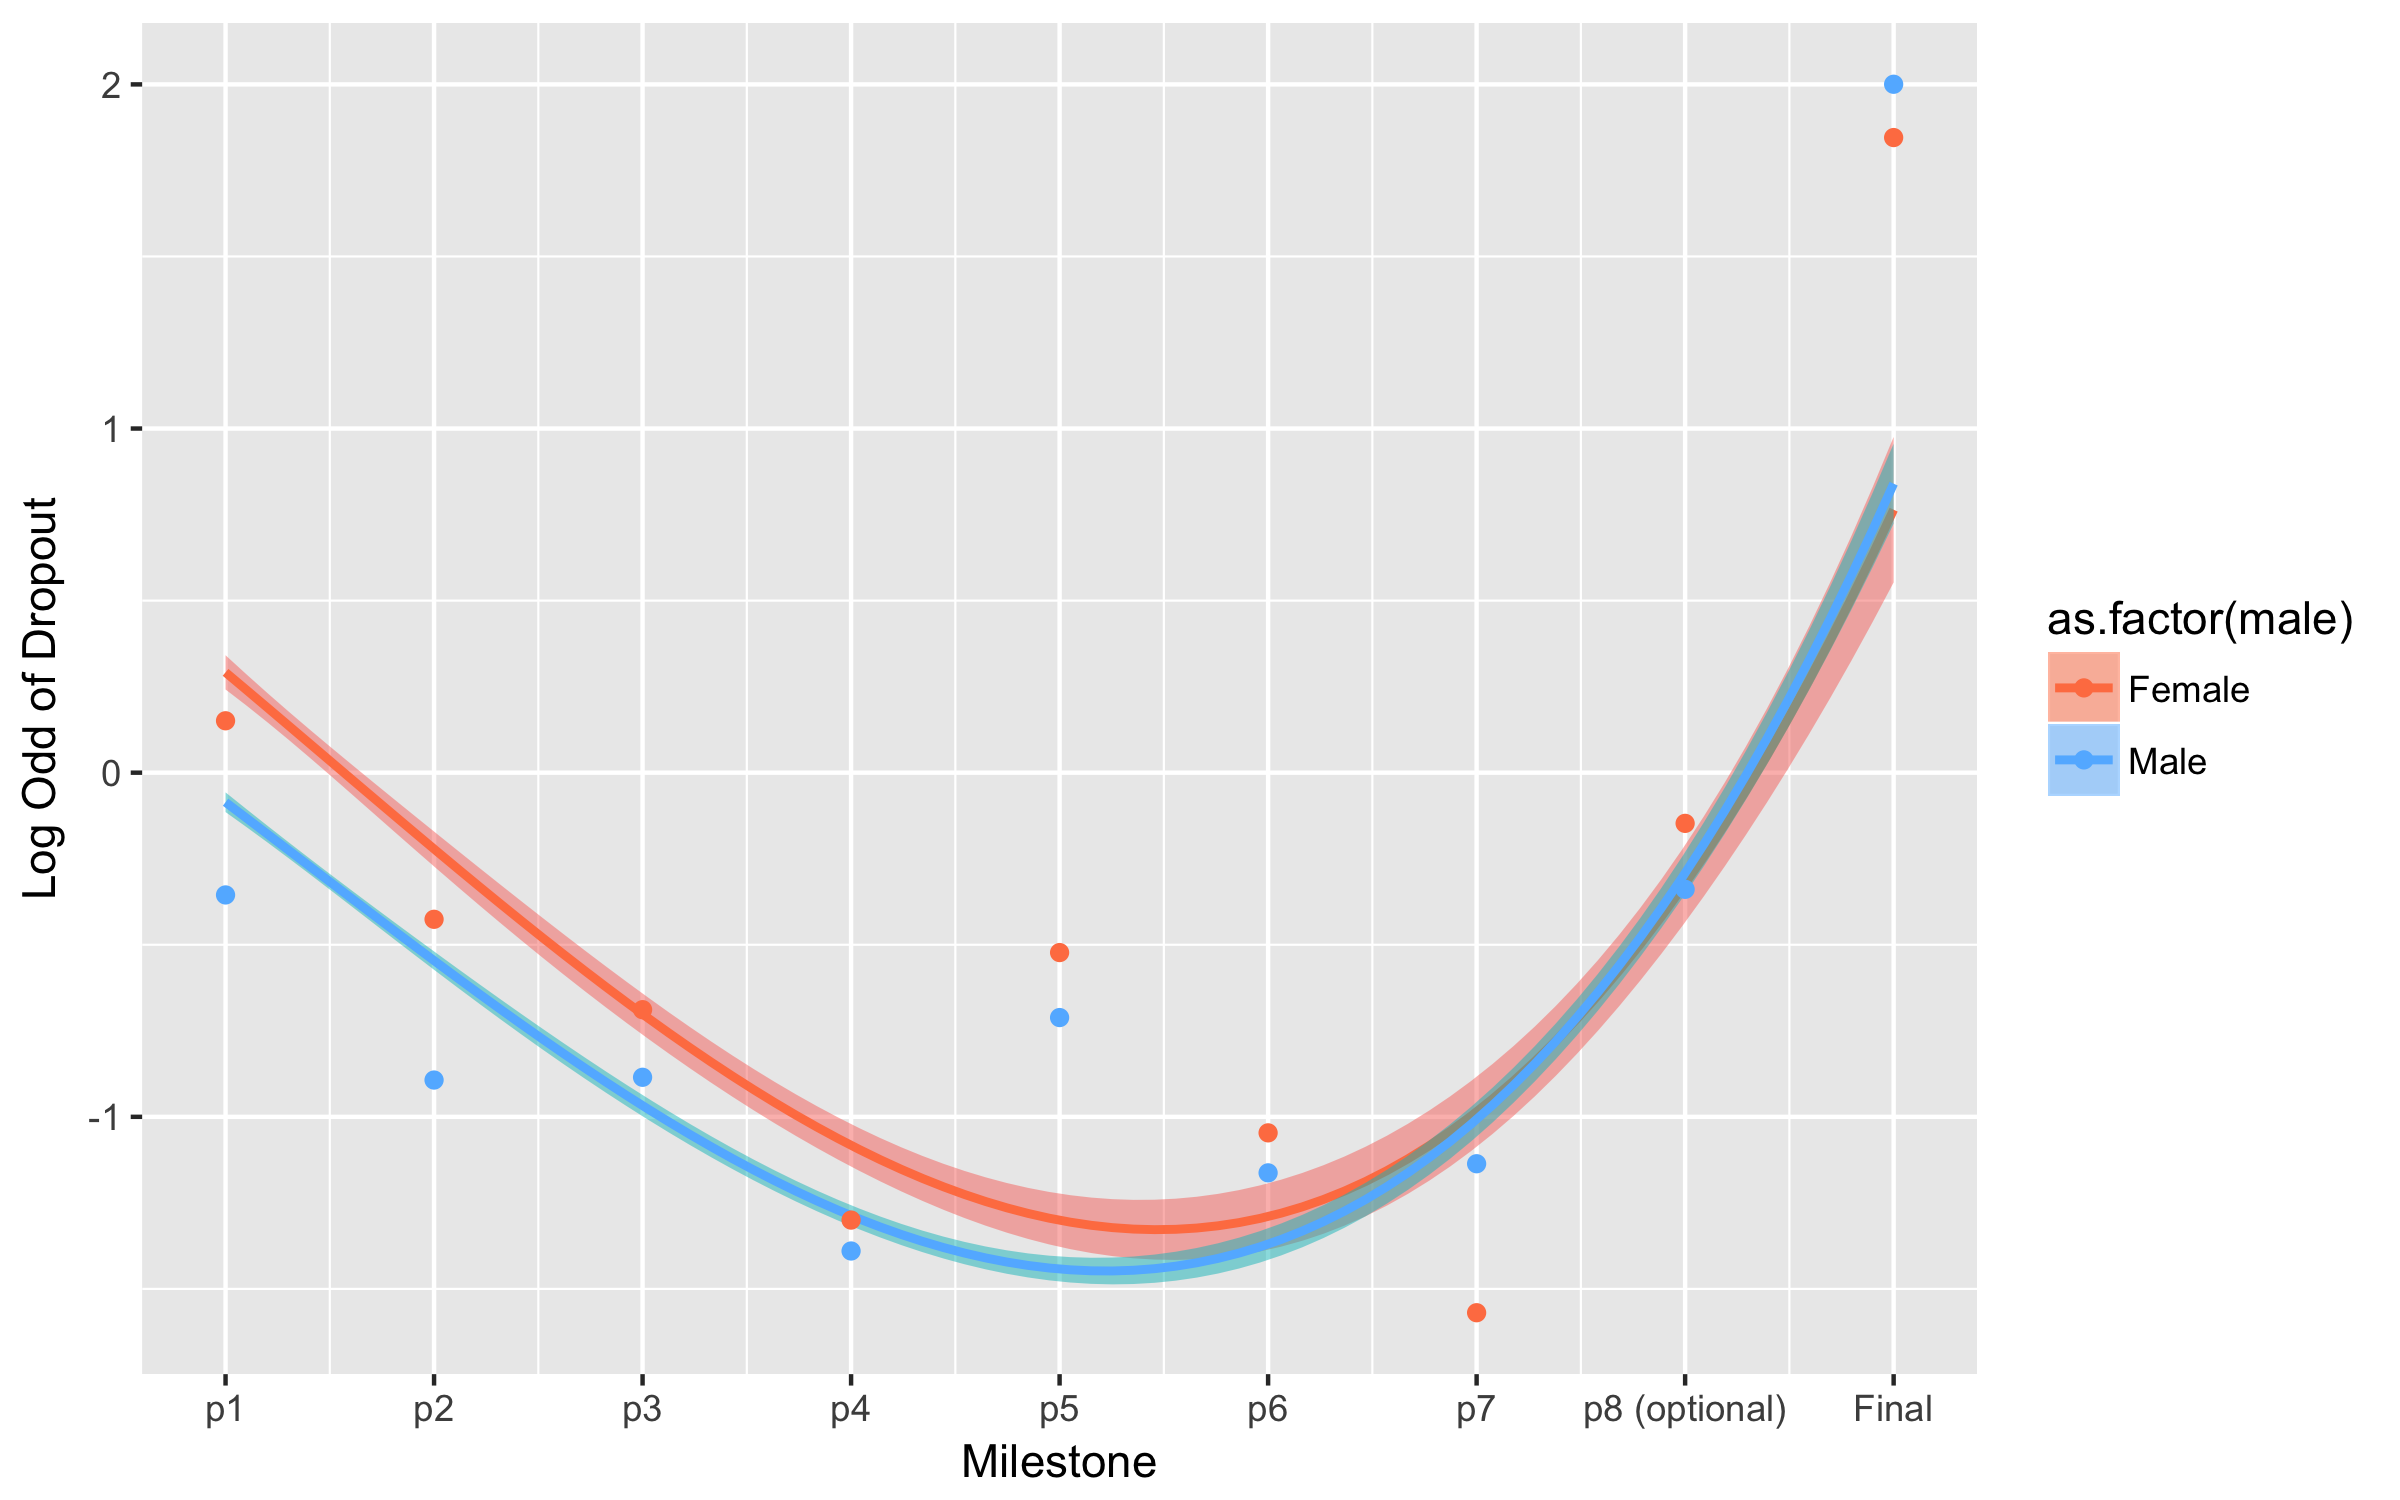 2
1
0
-1
Log Odd of Dropout
p1 p2 p3 p4 p5 p6 p7 p8 (optional) Final
Milestone
as.factor(male)
Female
Male